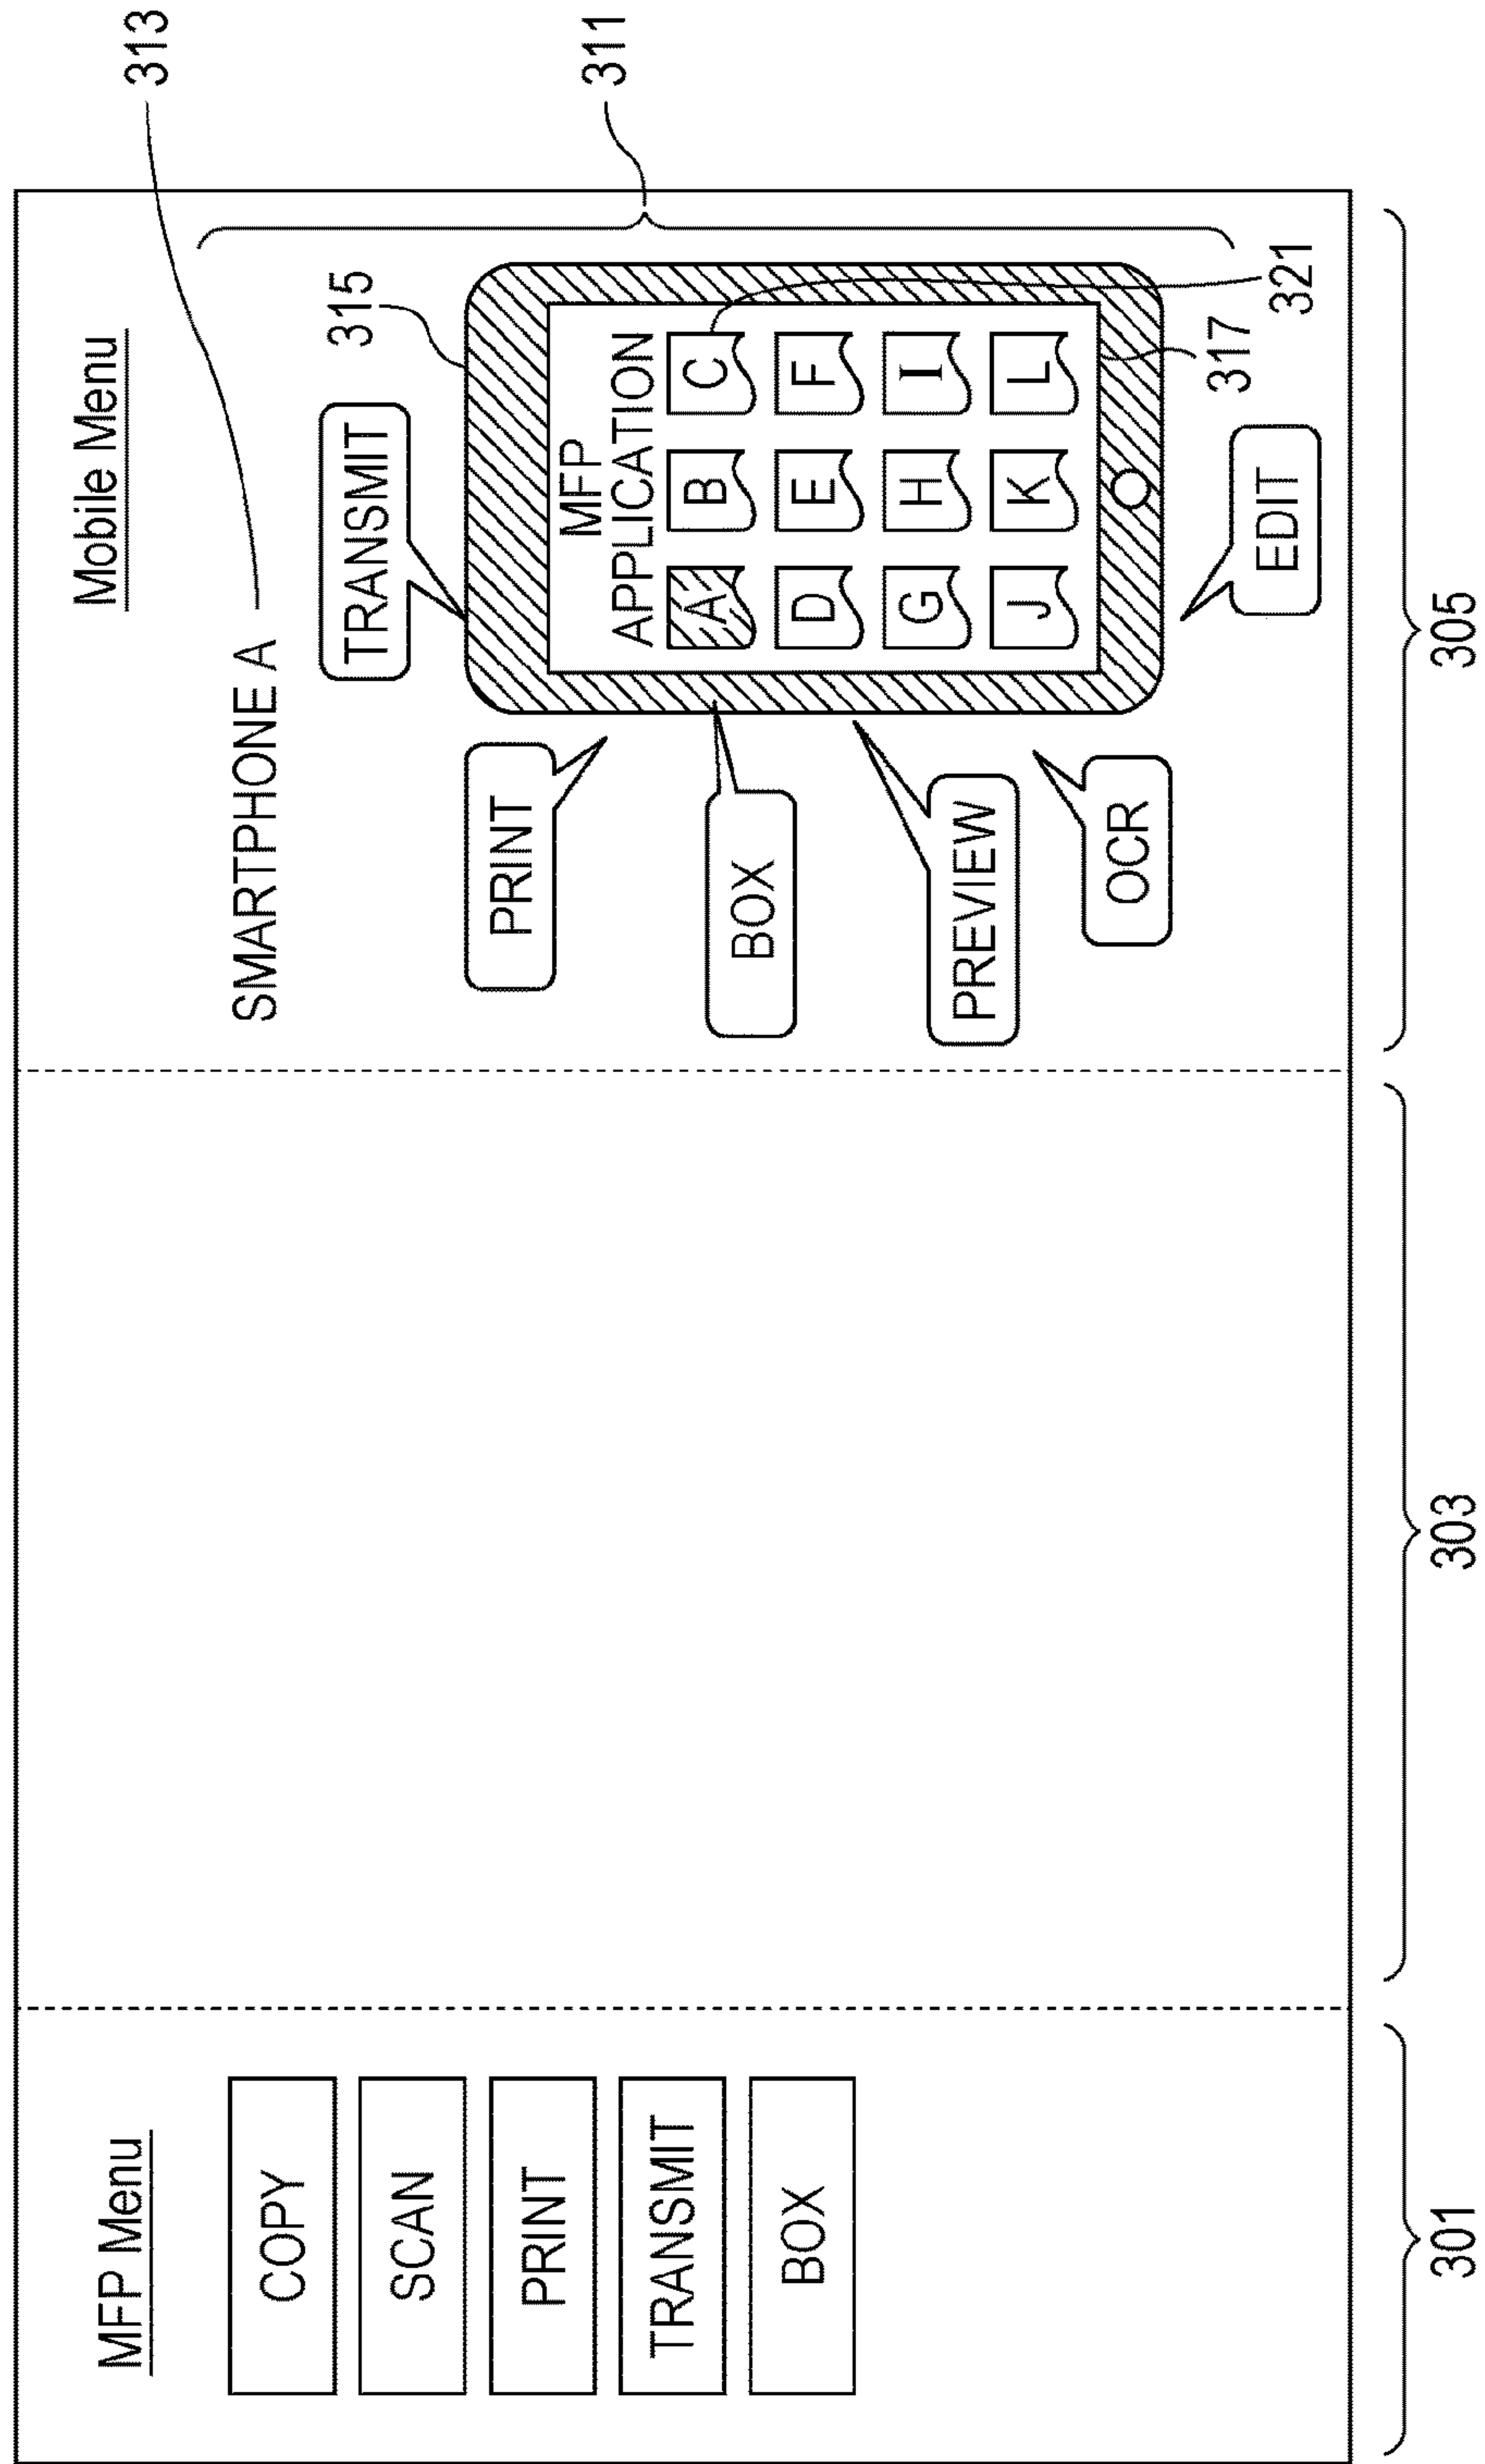 MFP Menu
COPY
SCAN
PRINT
TRANSMIT
BOX
Mobile Menu
SMARTPHONE A
313
TRANSMIT
315
PRINT
BOX
PREVIEW
OCR
EDIT
MFP
APPLICATION
A B C
D E F
G H I
J K L
311
321
317
301
303
305